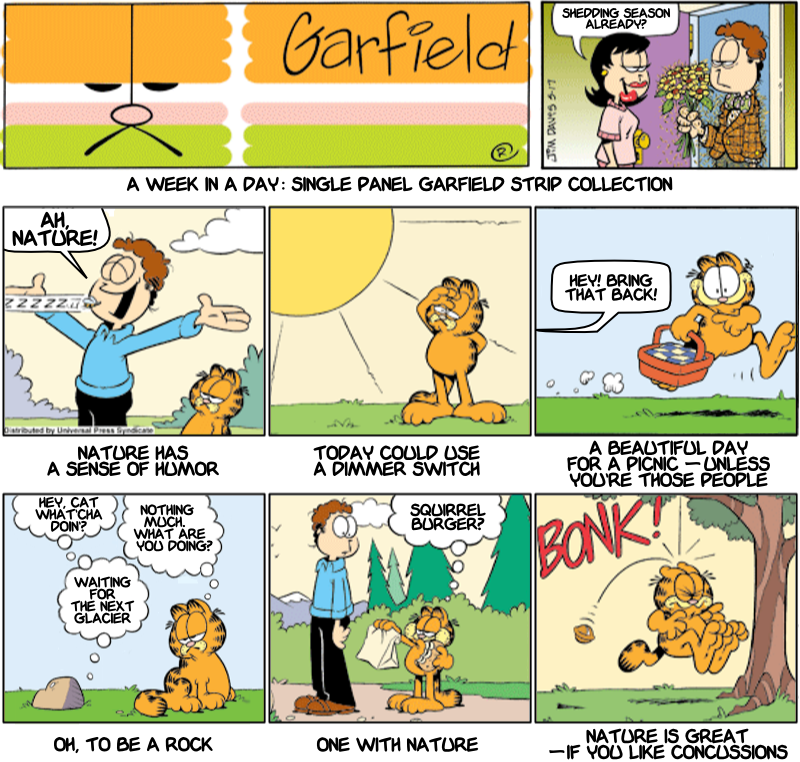 Garfield
®
SHEDDING SEASON
ALREADY?
JIM DAVIS 5-17
A WEEK IN A DAY: SINGLE PANEL GARFIELD STRIP COLLECTION
AH,
NATURE!
ZZZZZ
Distributed by Universal Press Syndicate
NATURE HAS
A SENSE OF HUMOR
TODAY COULD USE
A DIMMER SWITCH
HEY! BRING
THAT BACK!
A BEAUTIFUL DAY
FOR A PICNIC — UNLESS
YOU'RE THOSE PEOPLE
HEY, CAT
WHAT'CHA
DOIN'?
NOTHING
MUCH.
WHAT ARE
YOU DOING?
WAITING
FOR
THE NEXT
GLACIER
OH, TO BE A ROCK
SQUIRREL
BURGER?
ONE WITH NATURE
BONK!
NATURE IS GREAT
—IF YOU LIKE CONCUSSIONS